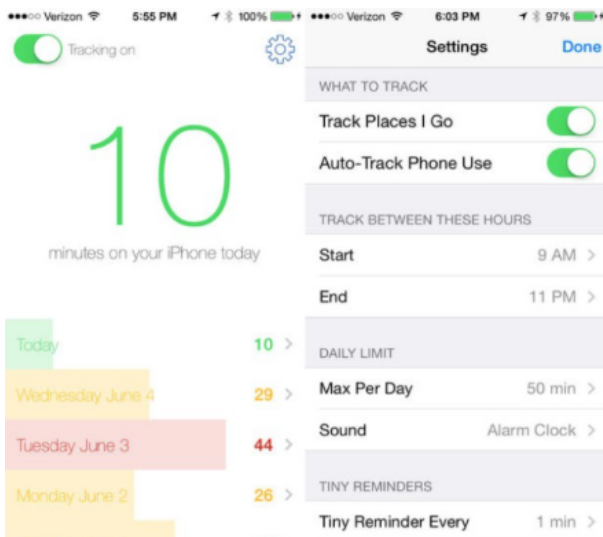 Verizon 5:55 PM 100%
Tracking on
10
minutes on your iPhone today
Today 10
Wednesday June 4 29
Tuesday June 3 44
Monday June 2 26
Verizon 6:03 PM 97%
Settings Done
WHAT TO TRACK
Track Places I Go
Auto-Track Phone Use
TRACK BETWEEN THESE HOURS
Start 9 AM
End 11 PM
DAILY LIMIT
Max Per Day 50 min
Sound Alarm Clock
TINY REMINDERS
Tiny Reminder Every 1 min